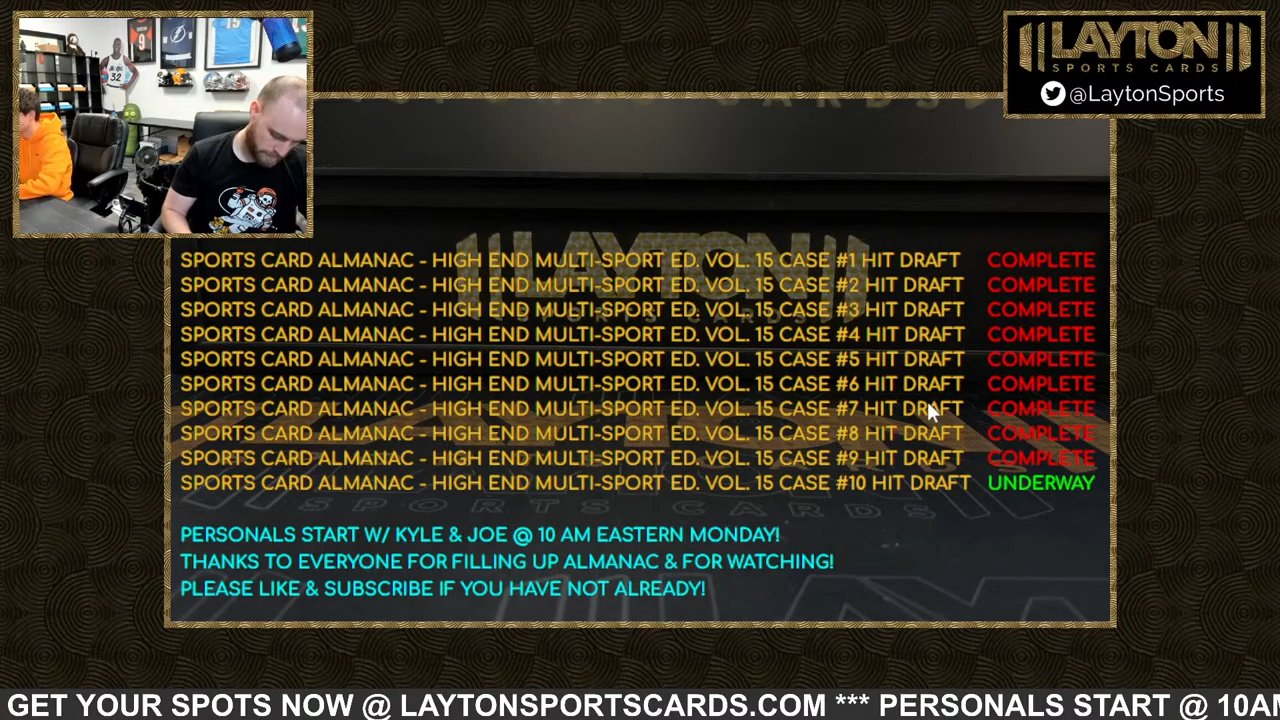 LAYTON
SPORTS CARDS
@LaytonSports
SPORTS CARD ALMANAC - HIGH END MULTI-SPORT ED. VOL. 15 CASE #1 HIT DRAFT COMPLETE
SPORTS CARD ALMANAC - HIGH END MULTI-SPORT ED. VOL. 15 CASE #2 HIT DRAFT COMPLETE
SPORTS CARD ALMANAC - HIGH END MULTI-SPORT ED. VOL. 15 CASE #3 HIT DRAFT COMPLETE
SPORTS CARD ALMANAC - HIGH END MULTI-SPORT ED. VOL. 15 CASE #4 HIT DRAFT COMPLETE
SPORTS CARD ALMANAC - HIGH END MULTI-SPORT ED. VOL. 15 CASE #5 HIT DRAFT COMPLETE
SPORTS CARD ALMANAC - HIGH END MULTI-SPORT ED. VOL. 15 CASE #6 HIT DRAFT COMPLETE
SPORTS CARD ALMANAC - HIGH END MULTI-SPORT ED. VOL. 15 CASE #7 HIT DRAFT COMPLETE
SPORTS CARD ALMANAC - HIGH END MULTI-SPORT ED. VOL. 15 CASE #8 HIT DRAFT COMPLETE
SPORTS CARD ALMANAC - HIGH END MULTI-SPORT ED. VOL. 15 CASE #9 HIT DRAFT COMPLETE
SPORTS CARD ALMANAC - HIGH END MULTI-SPORT ED. VOL. 15 CASE #10 HIT DRAFT UNDERWAY
PERSONALS START W/ KYLE & JOE @ 10 AM EASTERN MONDAY!
THANKS TO EVERYONE FOR FILLING UP ALMANAC & FOR WATCHING!
PLEASE LIKE & SUBSCRIBE IF YOU HAVE NOT ALREADY!
GET YOUR SPOTS NOW @ LAYTONSPORTSCARDS.COM *** PERSONALS START @ 10AM